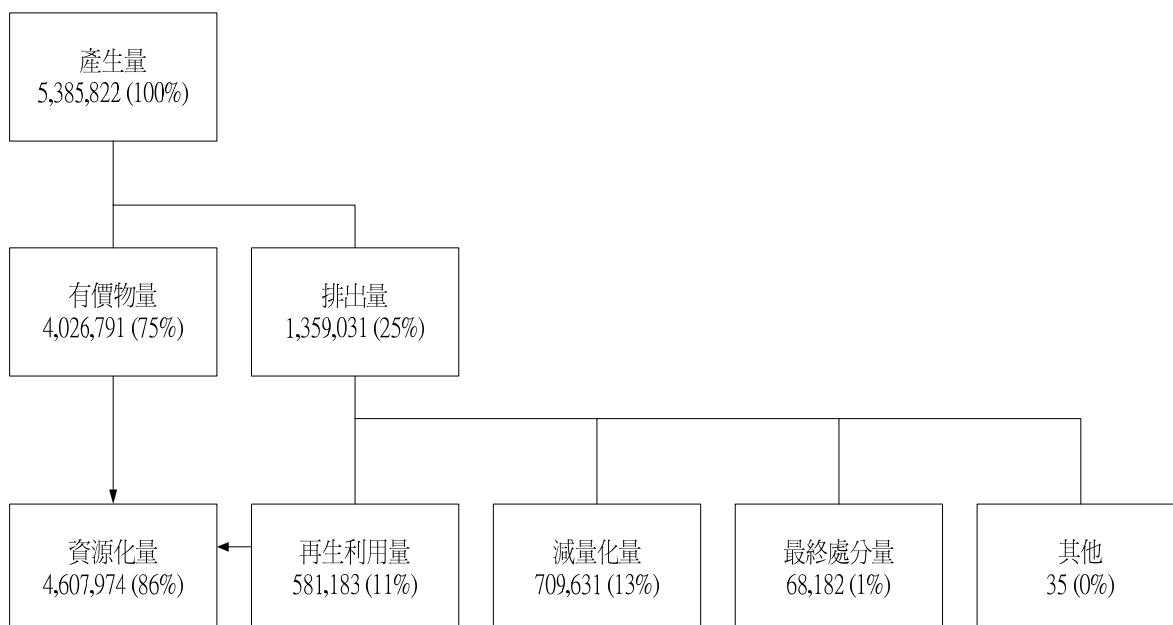 產生量
5,385,822 (100%)
有價物量
4,026,791 (75%)
排出量
1,359,031 (25%)
資源化量
4,607,974 (86%)
再生利用量
581,183 (11%)
減量化量
709,631 (13%)
最終處分量
68,182 (1%)
其他
35 (0%)